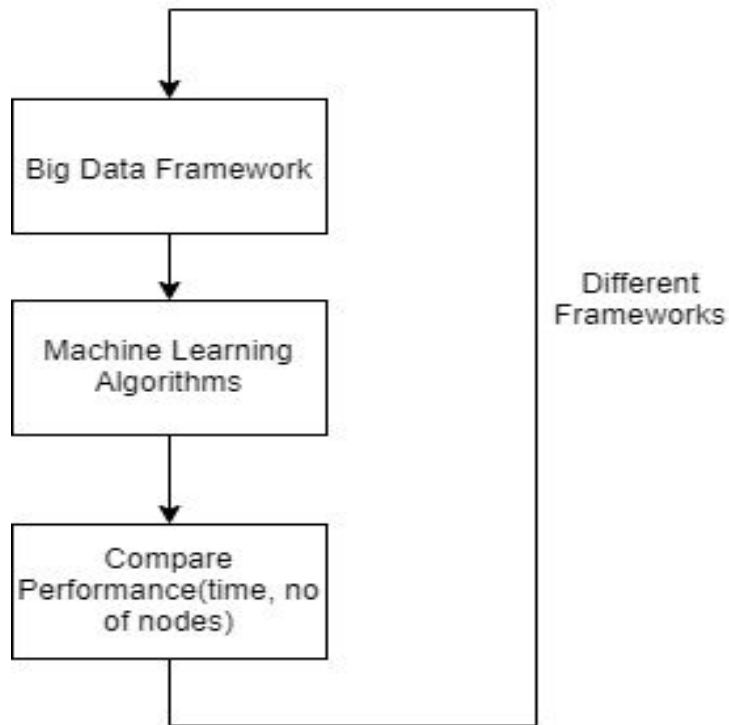 Big Data Framework
Different
Frameworks
Machine Learning
Algorithms
Compare
Performance(time, no
of nodes)